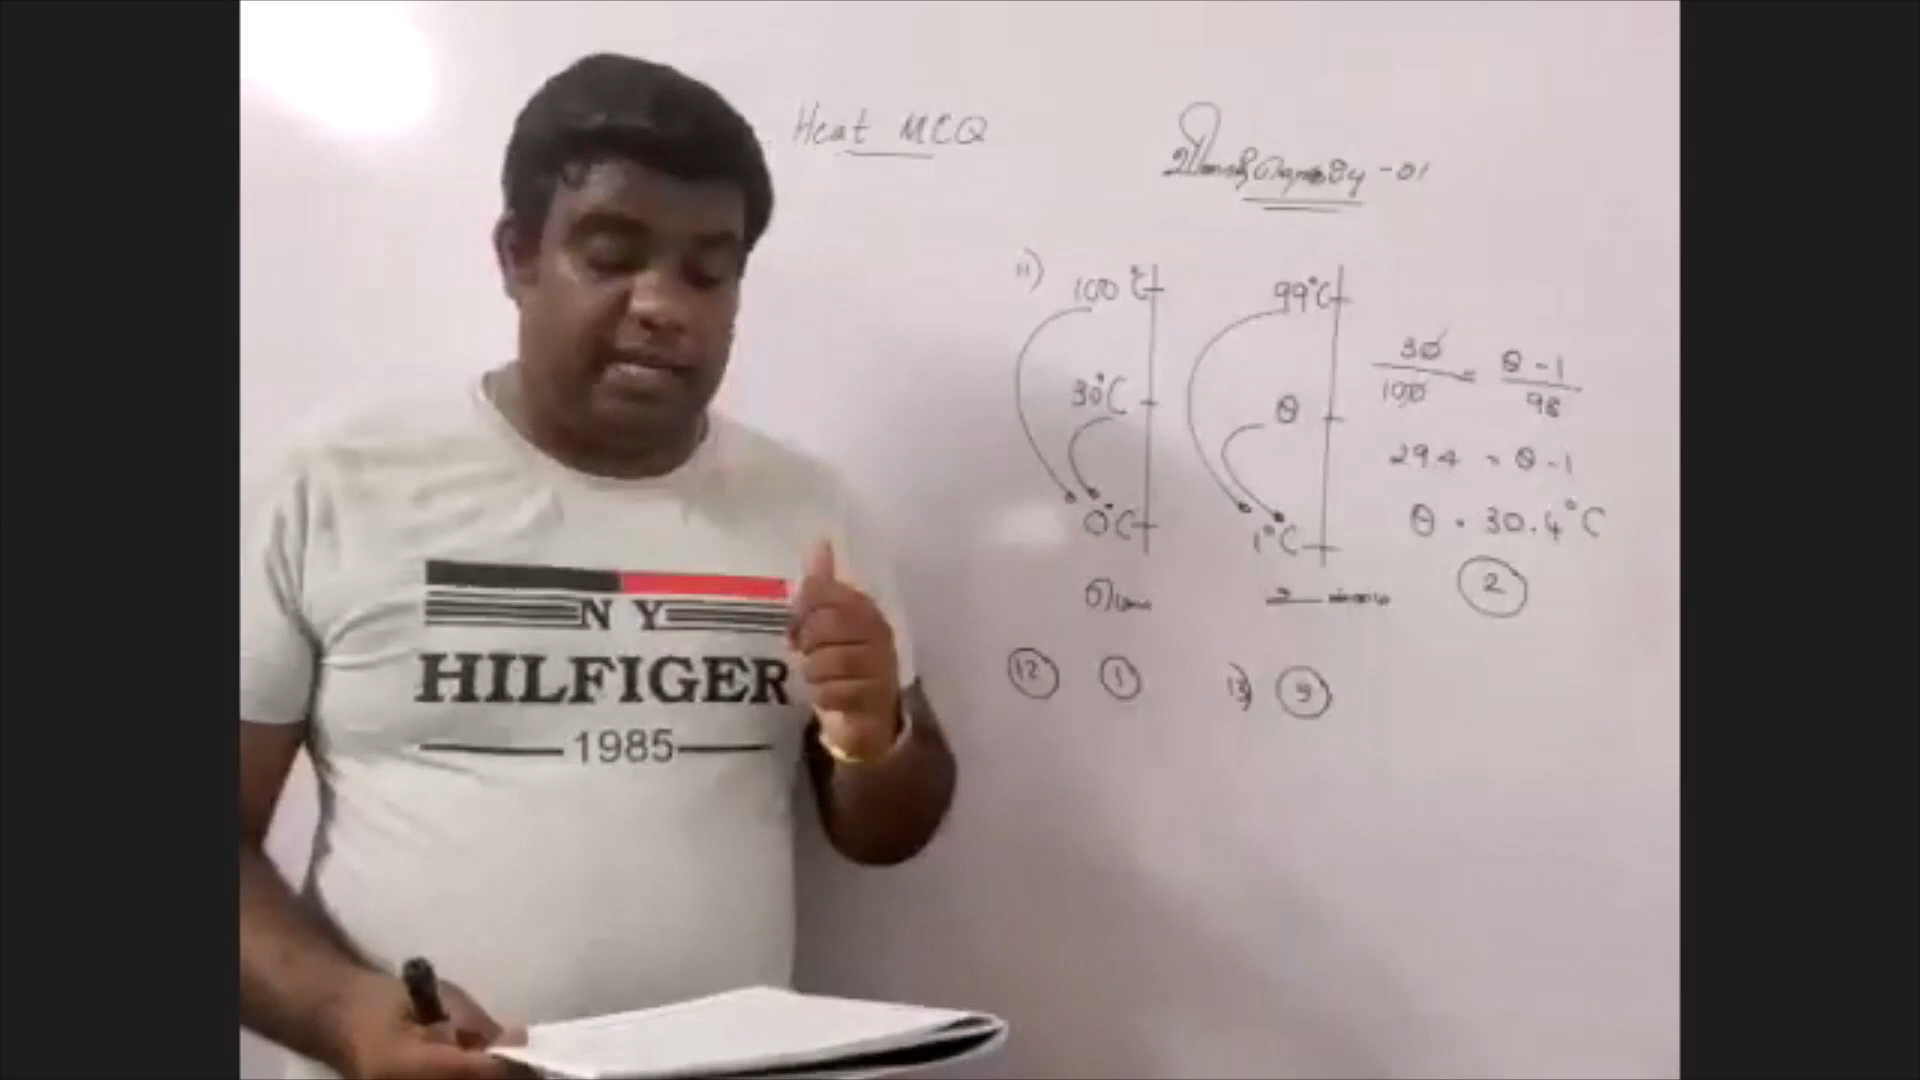 Heat MCQ
வினாத்தொகுதி - 01
11)
100°C
30°C
0°C
99°C
θ
1°C
30/100 = θ - 1/98
29.4 = θ - 1
θ = 30.4°C
2
12 1 13)
N Y
HILFIGER
1985